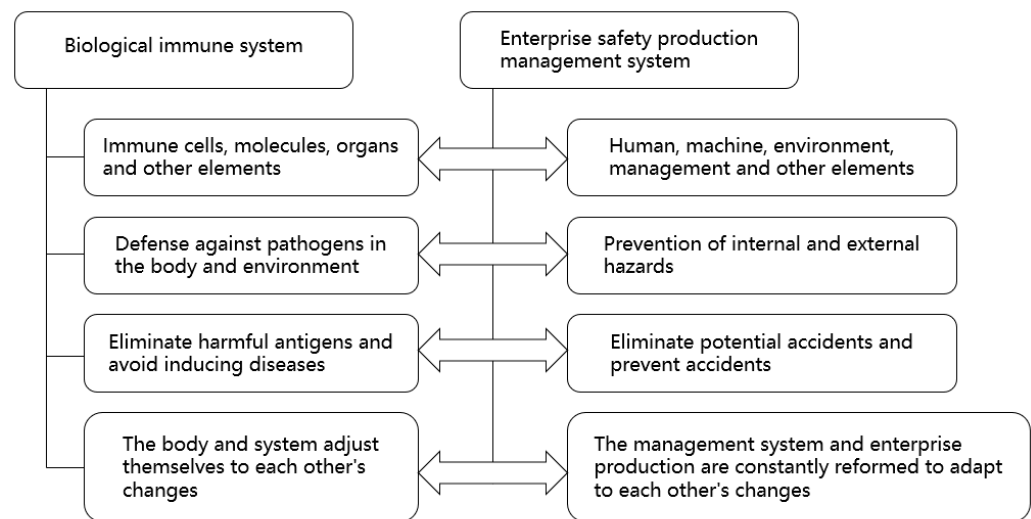 Biological immune system
Enterprise safety production
management system
Immune cells, molecules, organs
and other elements
Human, machine, environment,
management and other elements
Defense against pathogens in
the body and environment
Prevention of internal and external
hazards
Eliminate harmful antigens and
avoid inducing diseases
Eliminate potential accidents and
prevent accidents
The body and system adjust
themselves to each other's
changes
The management system and enterprise
production are constantly reformed to adapt
to each other's changes